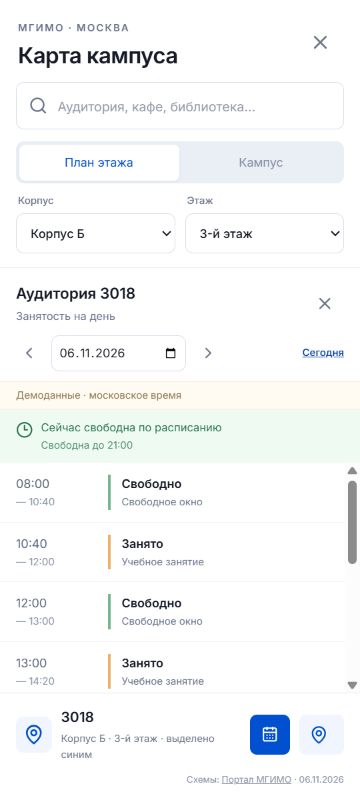 МГИМО · МОСКВА
Карта кампуса
Аудитория, кафе, библиотека...
План этажа
Кампус
Корпус
Этаж
Корпус Б
3-й этаж
Аудитория 3018
Занятость на день
06.11.2026
Сегодня
Демоданные · московское время
Сейчас свободна по расписанию
Свободна до 21:00
08:00
Свободно
— 10:40
Свободное окно
10:40
Занято
— 12:00
Учебное занятие
12:00
Свободно
— 13:00
Свободное окно
13:00
Занято
— 14:20
Учебное занятие
3018
Корпус Б · 3-й этаж · выделено
синим
Схемы: Портал МГИМО · 06.11.2026